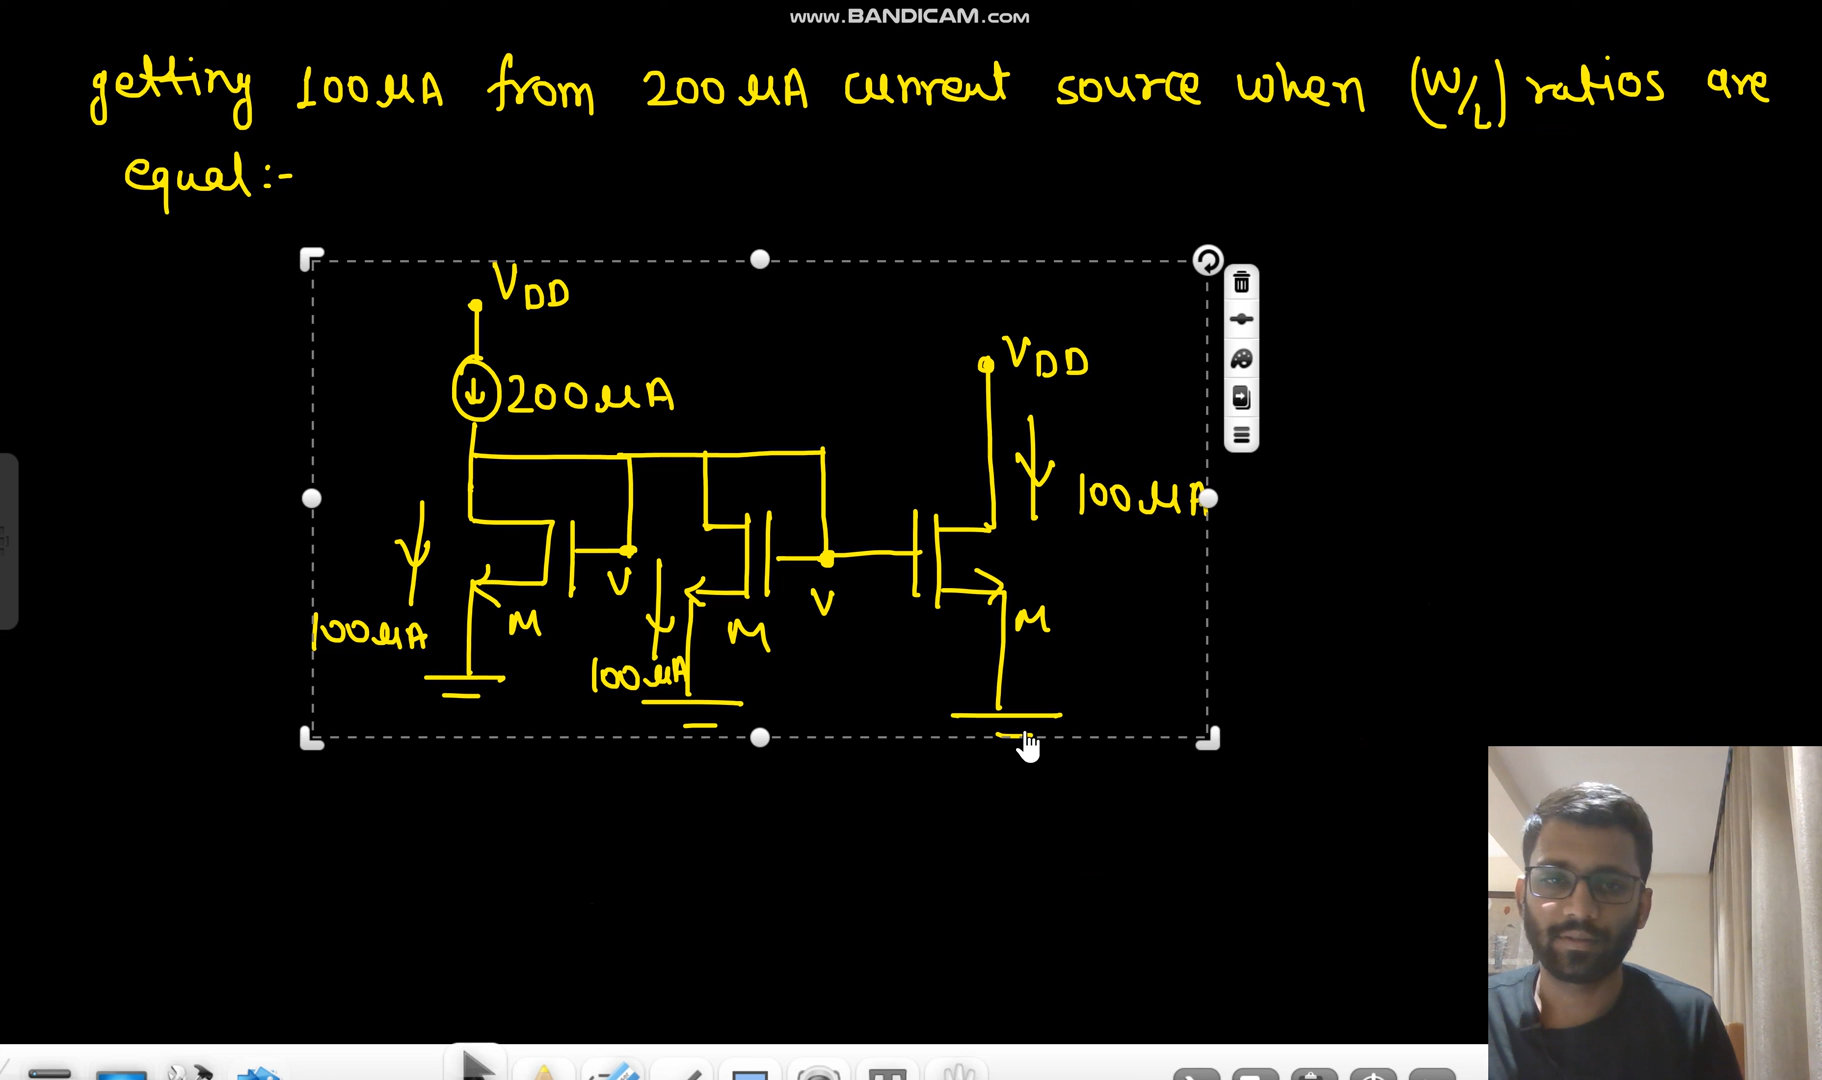 www.BANDICAM.com
getting 100μA from 200μA current source when (W/L) ratios are
equal:-
VDD
VDD
200μA
100μA
V
V
M
M
M
100μA
100μA